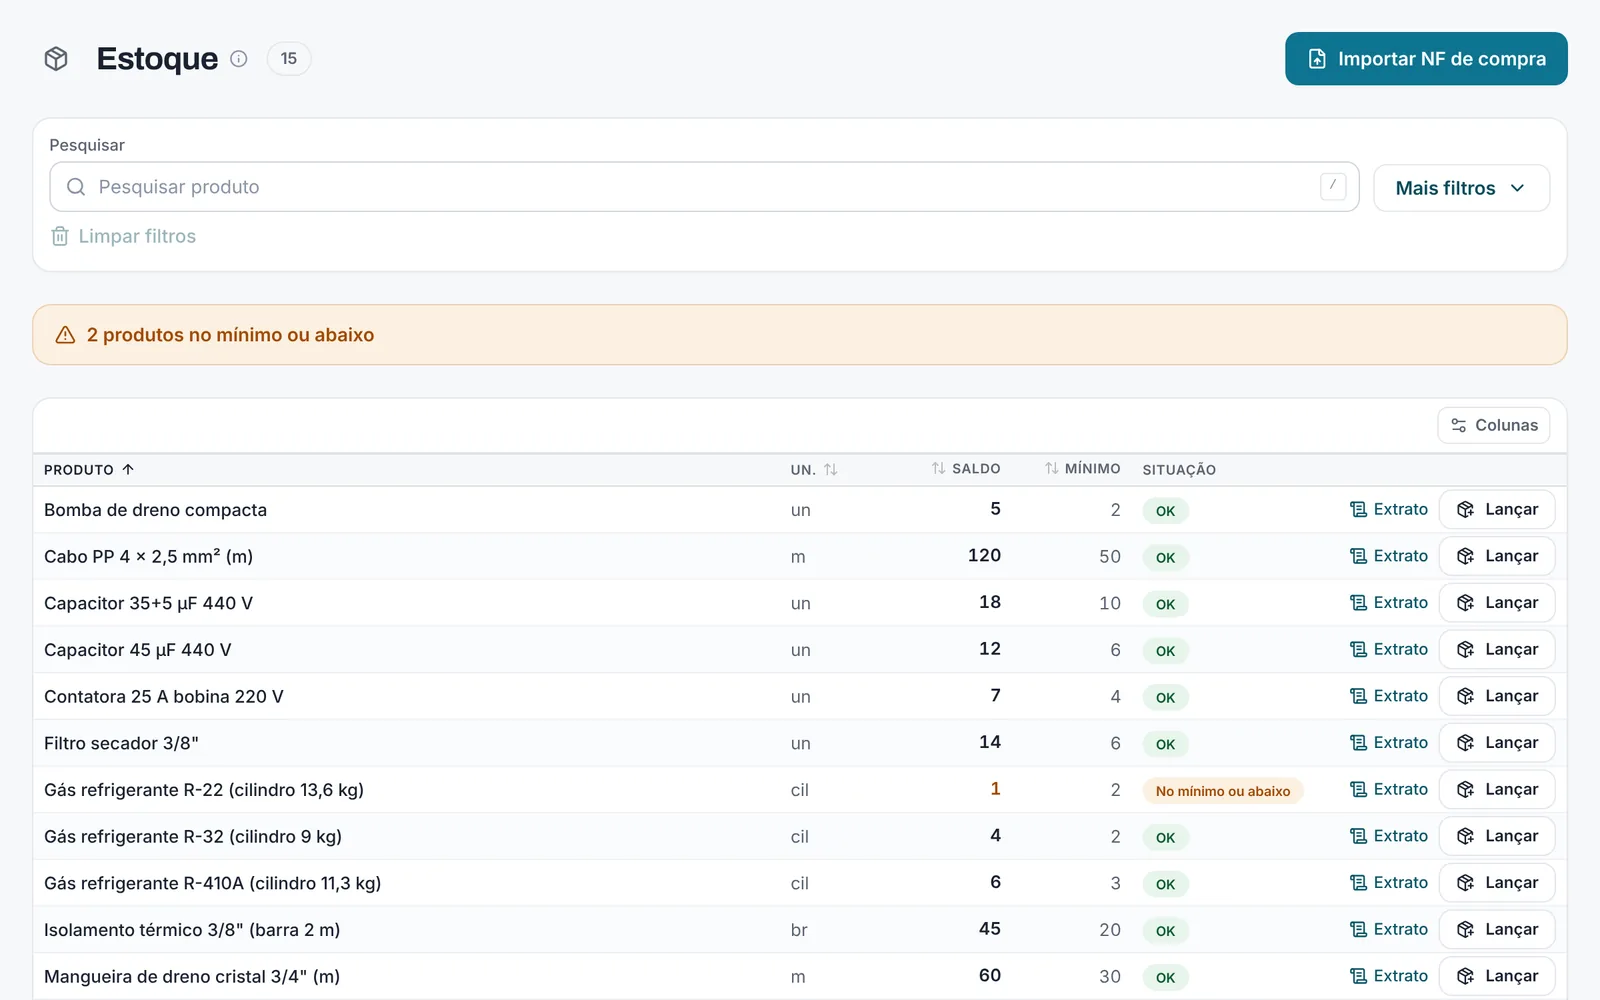 Estoque 15 Importar NF de compra
Pesquisar
Pesquisar produto / Mais filtros
Limpar filtros
2 produtos no mínimo ou abaixo
Colunas
PRODUTO UN. SALDO MÍNIMO SITUAÇÃO
Bomba de dreno compacta un 5 2 OK Extrato Lançar
Cabo PP 4 × 2,5 mm² (m) m 120 50 OK Extrato Lançar
Capacitor 35+5 µF 440 V un 18 10 OK Extrato Lançar
Capacitor 45 µF 440 V un 12 6 OK Extrato Lançar
Contatora 25 A bobina 220 V un 7 4 OK Extrato Lançar
Filtro secador 3/8" un 14 6 OK Extrato Lançar
Gás refrigerante R-22 (cilindro 13,6 kg) cil 1 2 No mínimo ou abaixo Extrato Lançar
Gás refrigerante R-32 (cilindro 9 kg) cil 4 2 OK Extrato Lançar
Gás refrigerante R-410A (cilindro 11,3 kg) cil 6 3 OK Extrato Lançar
Isolamento térmico 3/8" (barra 2 m) br 45 20 OK Extrato Lançar
Mangueira de dreno cristal 3/4" (m) m 60 30 OK Extrato Lançar